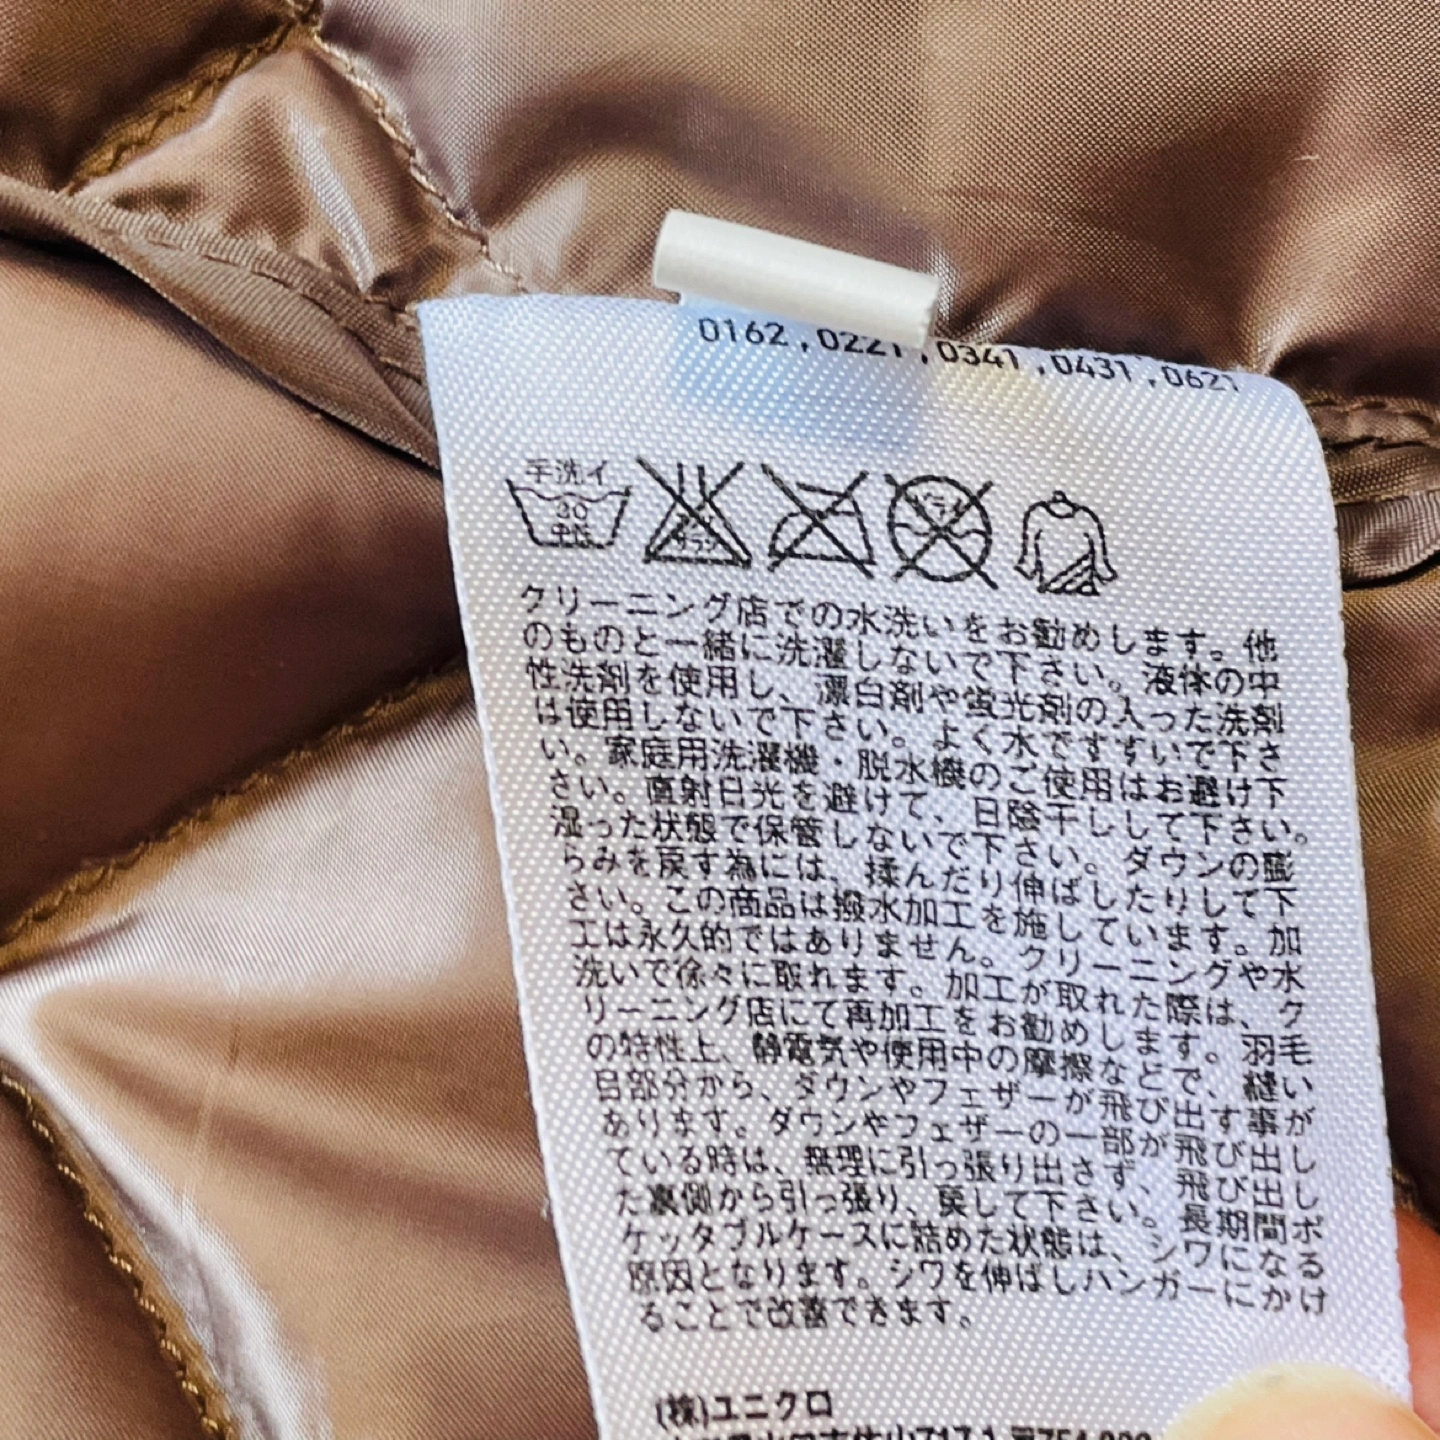 0162,0221,0341,0431,0621
手洗イ
30
中性
クリーニング店での水洗いをお勧めします。他
のものと一緒に洗濯しないで下さい。液体の中
性洗剤を使用し、漂白剤や蛍光剤の入った洗剤
は使用しないで下さい。よく水ですすいで下さ
い。家庭用洗濯機・脱水機のご使用はお避け下
さい。直射日光を避けて、日陰干しして下さい。
湿った状態で保管しないで下さい。ダウンの膨
らみを戻す為には、揉んだり伸ばしたりして下
さい。この商品は撥水加工を施しています。加
工は永久的ではありません。クリーニングや水
洗いで徐々に取れます。加工が取れた際は、ク
リーニング店にて再加工をお勧めします。羽毛
の特性上、静電気や使用中の摩擦などで、縫い
目部分から、ダウンやフェザーが飛び出す事が
あります。ダウンやフェザーの一部が飛び出し
ている時は、無理に引っ張り出さず、飛び出し
た裏側から引っ張り、戻して下さい。長期間ポ
ケッタブルケースに詰めた状態は、シワになる
原因となります。シワを伸ばしハンガーにかけ
ることで改善できます。
(株)ユニクロ